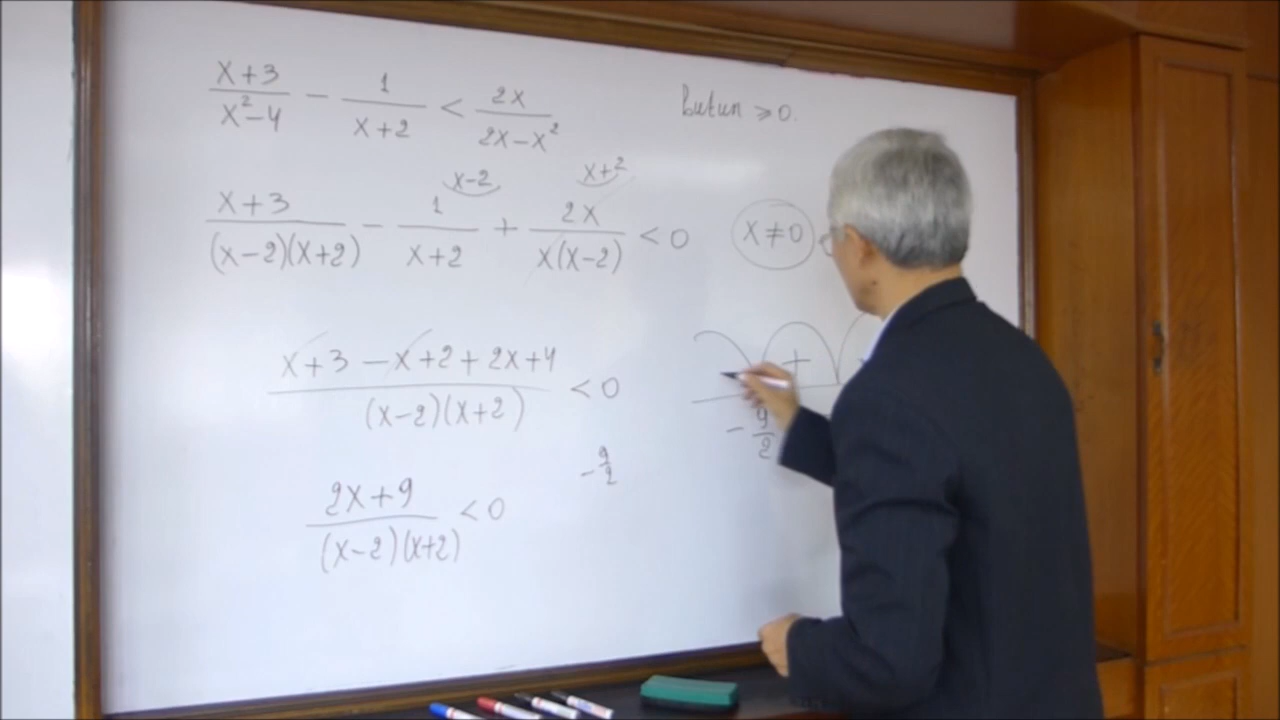 x+3/x²-4 - 1/x+2 < 2x/2x-x²
butun ⩾ 0.
x-2 x+2
x+3/(x-2)(x+2) - 1/x+2 + 2x/x(x-2) < 0
x≠0
x+3-x+2+2x+4/(x-2)(x+2) < 0
+
-9/2
-9/2
2x+9/(x-2)(x+2) < 0